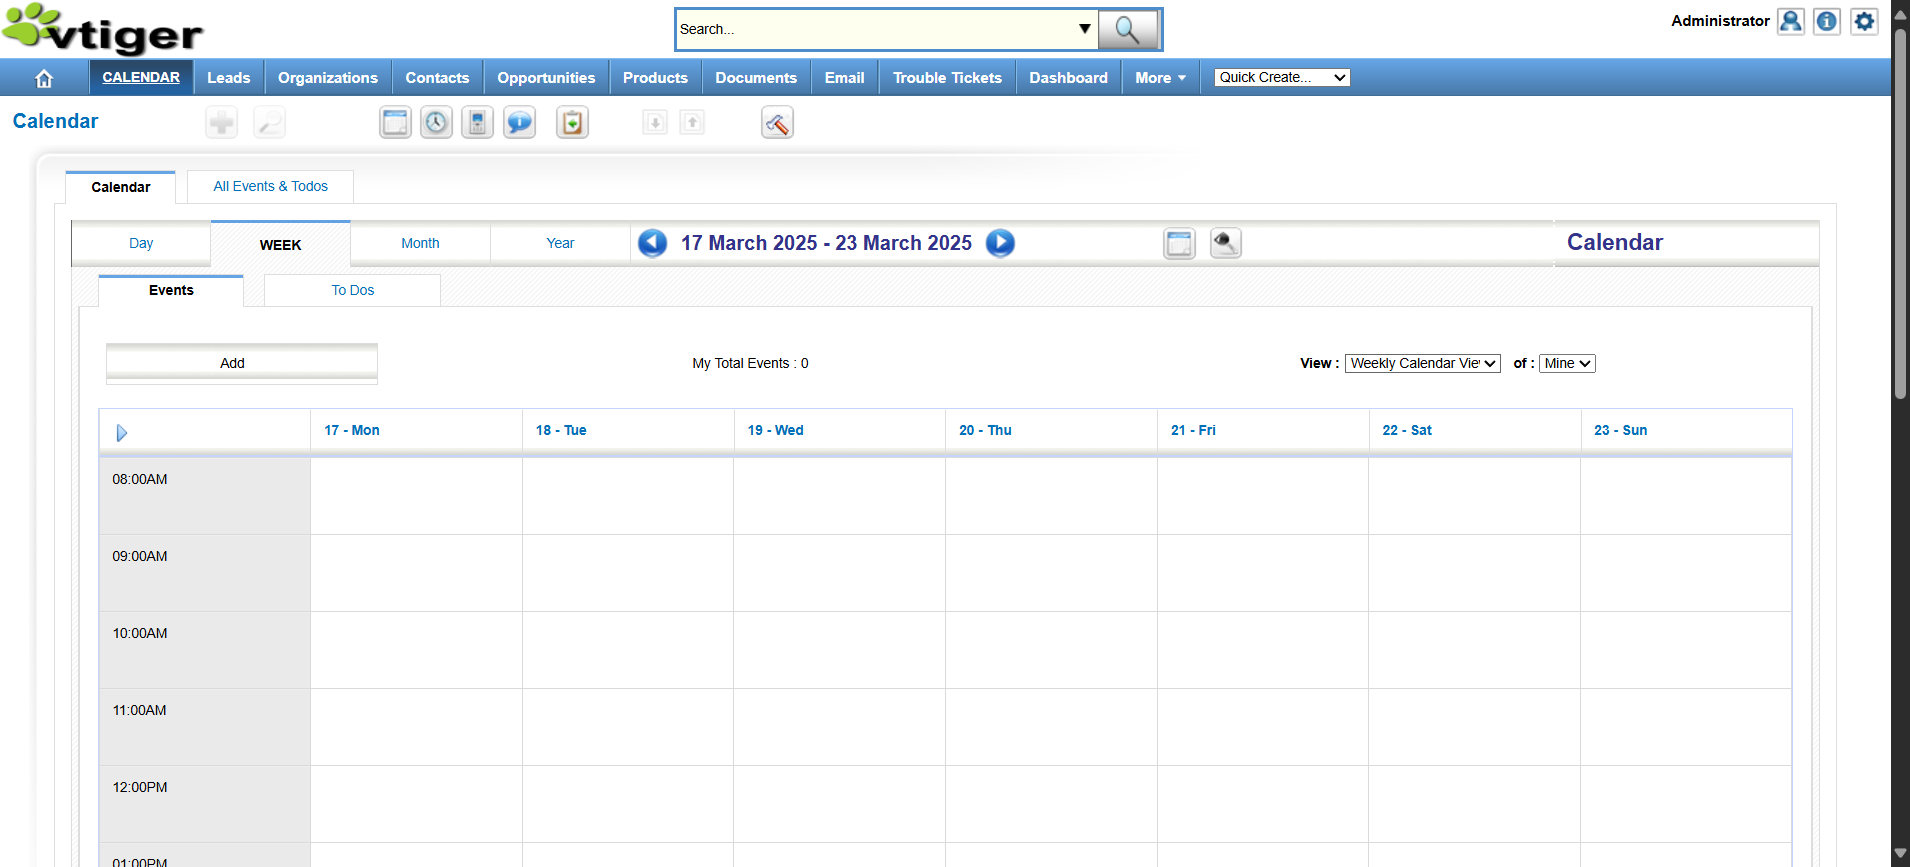 vtiger
Search...
Administrator
CALENDAR Leads Organizations Contacts Opportunities Products Documents Email Trouble Tickets Dashboard More Quick Create...
Calendar
Calendar All Events & Todos
Day WEEK Month Year 17 March 2025 - 23 March 2025 Calendar
Events To Dos
Add My Total Events : 0 View : Weekly Calendar Vie of : Mine
17 - Mon 18 - Tue 19 - Wed 20 - Thu 21 - Fri 22 - Sat 23 - Sun
08:00AM
09:00AM
10:00AM
11:00AM
12:00PM
01:00PM